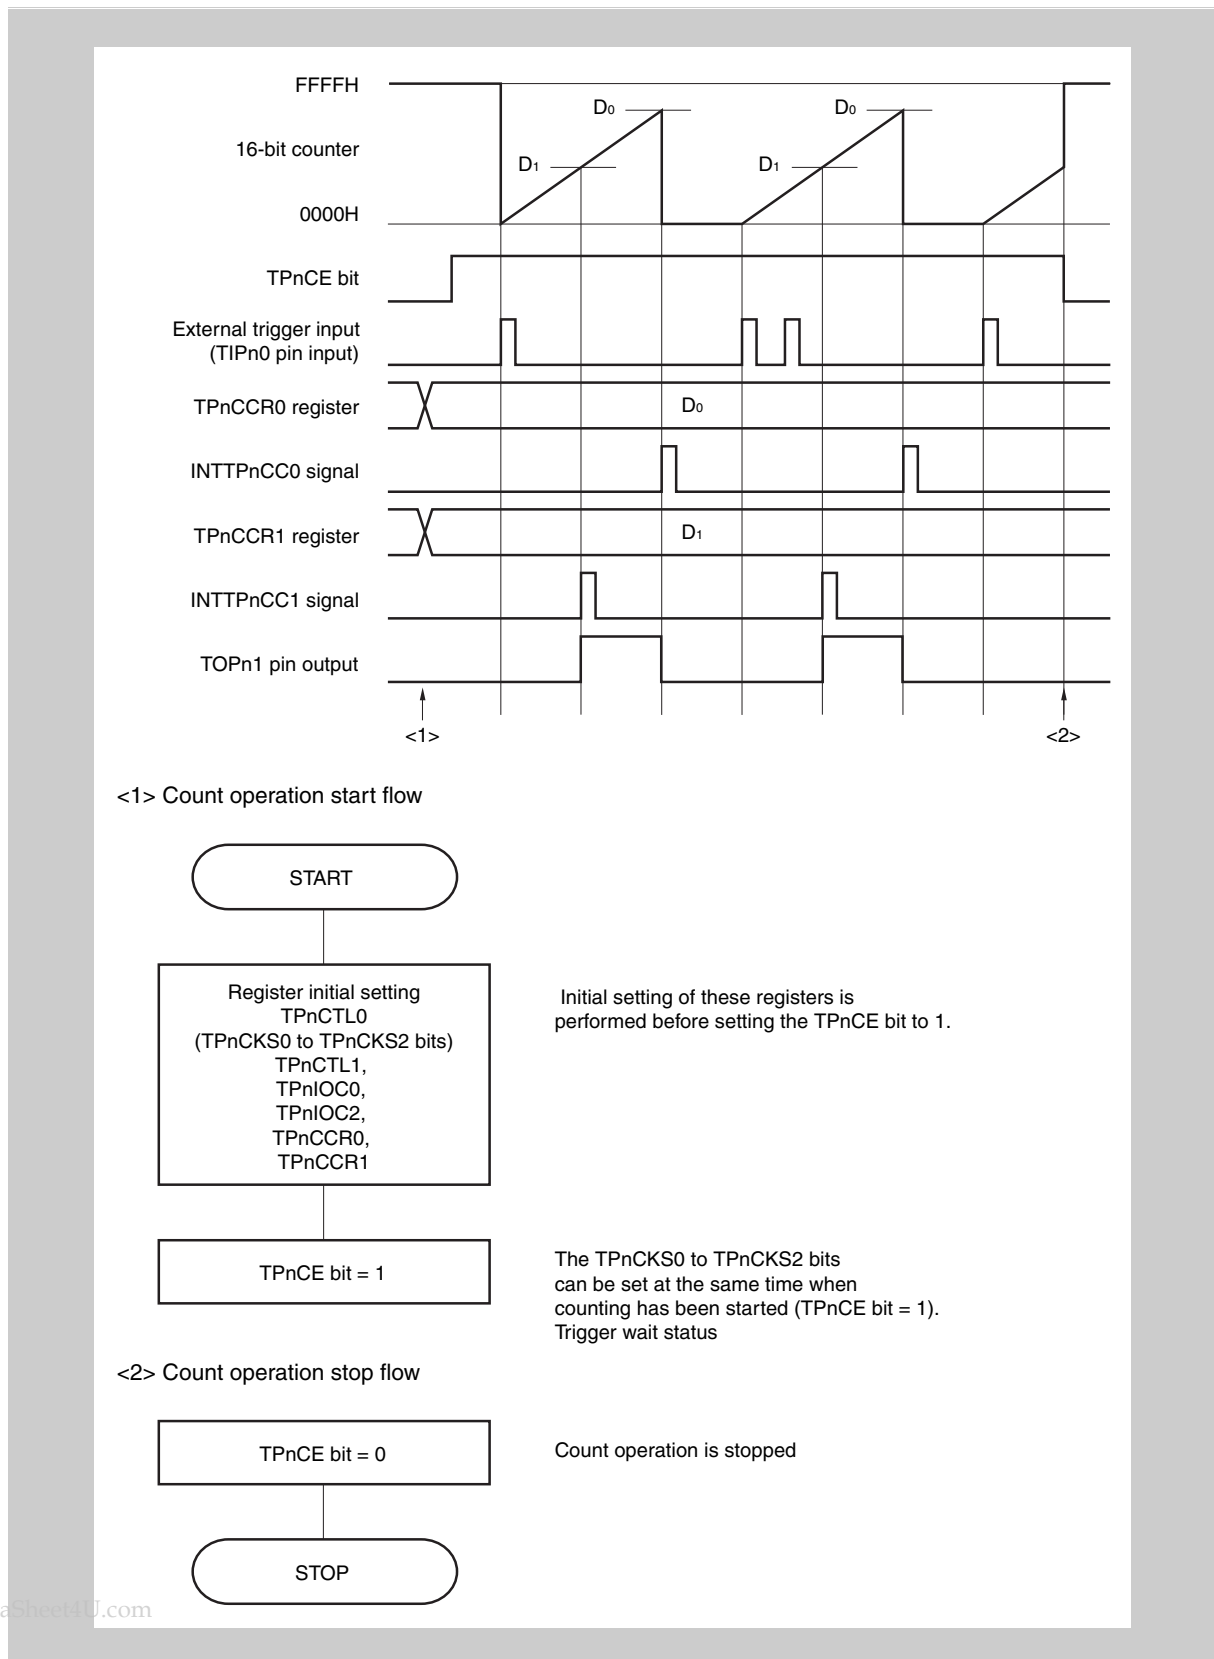 FFFFH
D0
D0
16-bit counter
D1
D1
0000H
TPnCE bit
External trigger input
(TIPn0 pin input)
TPnCCR0 register
D0
INTTPnCC0 signal
TPnCCR1 register
D1
INTTPnCC1 signal
TOPn1 pin output
<1>
<2>
<1> Count operation start flow
START
Register initial setting
TPnCTL0
(TPnCKS0 to TPnCKS2 bits)
TPnCTL1,
TPnIOC0,
TPnIOC2,
TPnCCR0,
TPnCCR1
Initial setting of these registers is
performed before setting the TPnCE bit to 1.
TPnCE bit = 1
The TPnCKS0 to TPnCKS2 bits
can be set at the same time when
counting has been started (TPnCE bit = 1).
Trigger wait status
<2> Count operation stop flow
TPnCE bit = 0
Count operation is stopped
STOP
aSheet4U.com